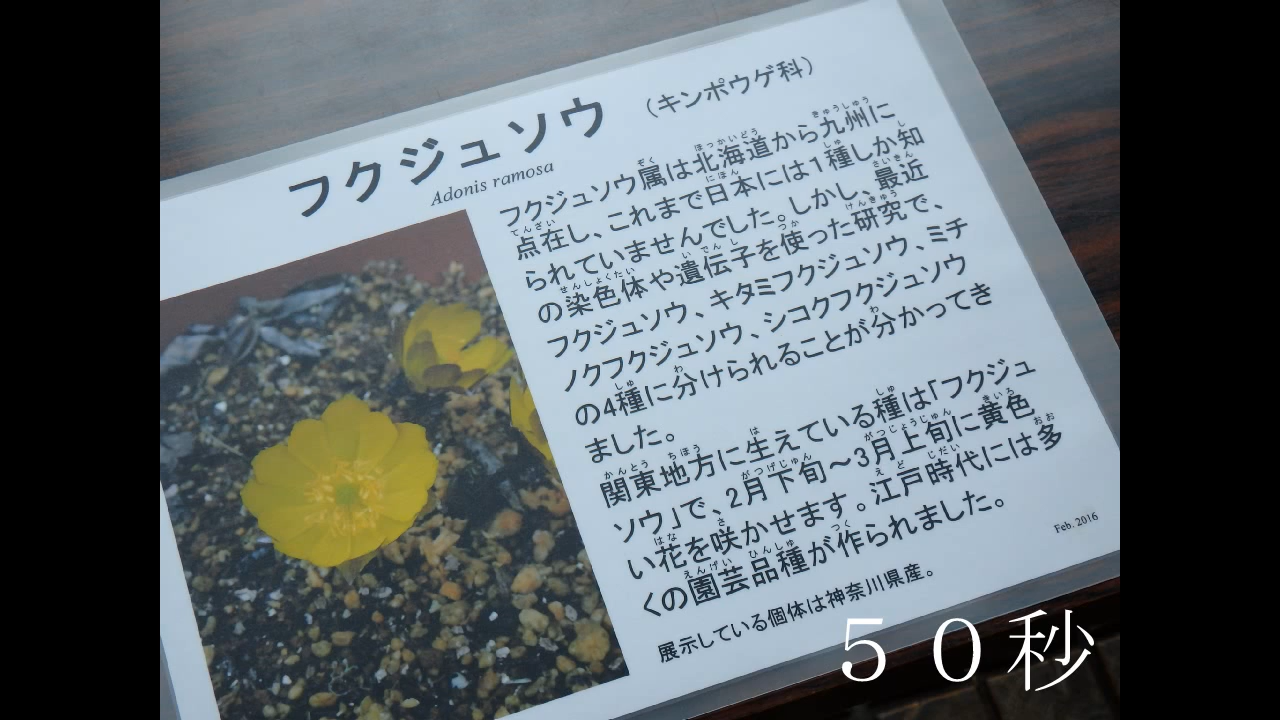 フクジュソウ （キンポウゲ科）
Adonis ramosa
フクジュソウ属は北海道から九州に
点在し、これまで日本には1種しか知
られていませんでした。しかし、最近
の染色体や遺伝子を使った研究で、
フクジュソウ、キタミフクジュソウ、ミチ
ノクフクジュソウ、シコクフクジュソウ
の4種に分けられることが分かってき
ました。
関東地方に生えている種は「フクジュ
ソウ」で、2月下旬～3月上旬に黄色
い花を咲かせます。江戸時代には多
くの園芸品種が作られました。
Feb. 2016
展示している個体は神奈川県産。
５０秒